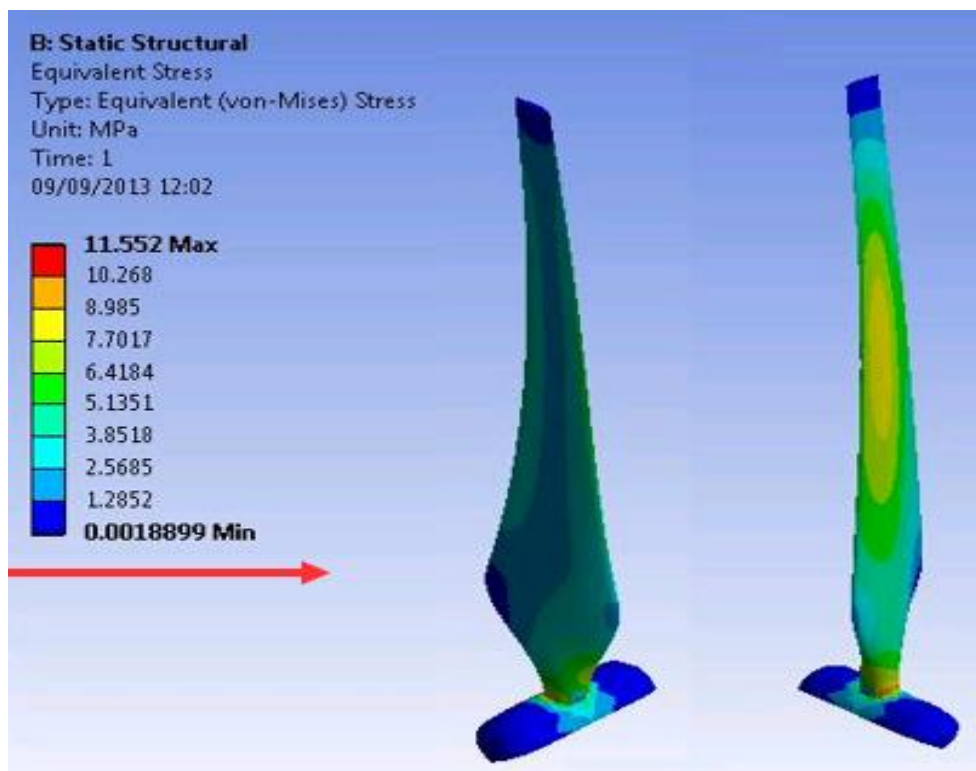 B: Static Structural
Equivalent Stress
Type: Equivalent (von-Mises) Stress
Unit: MPa
Time: 1
09/09/2013 12:02
11.552 Max
10.268
8.985
7.7017
6.4184
5.1351
3.8518
2.5685
1.2852
0.0018899 Min